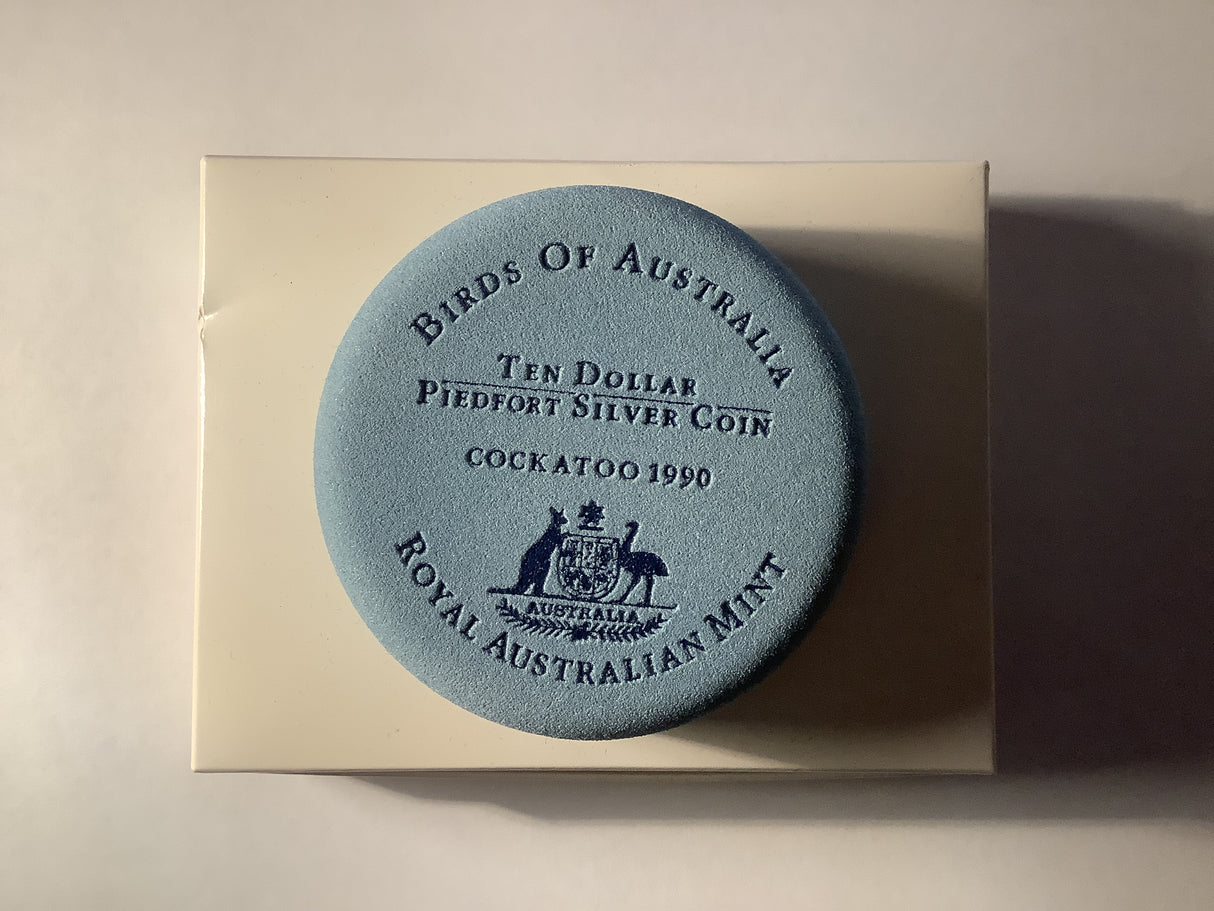 BIRDS OF AUSTRALIA
TEN DOLLAR
PIEDFORT SILVER COIN
COCKATOO 1990
AUSTRALIA
ROYAL AUSTRALIAN MINT